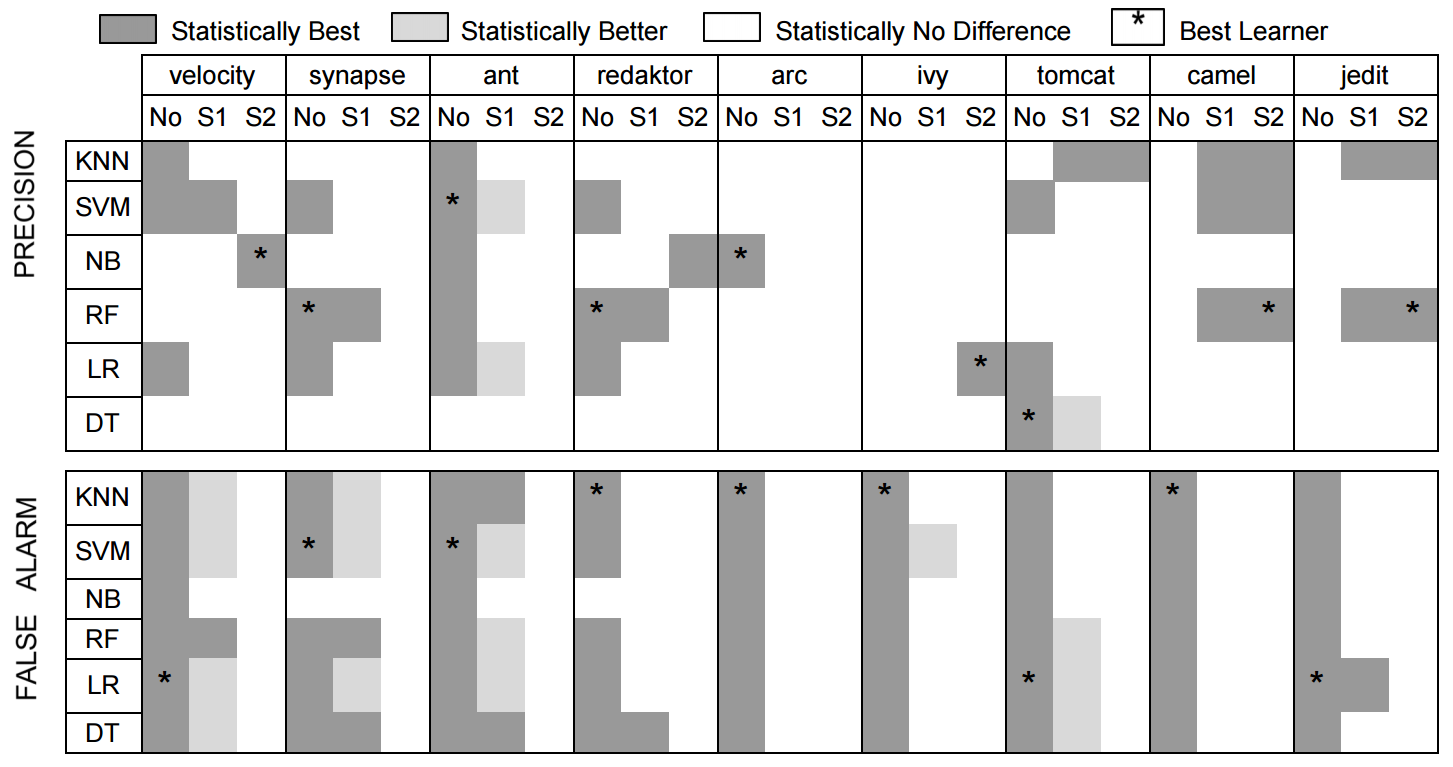 * Statistically Best Statistically Better Statistically No Difference Best Learner
velocity synapse ant redaktor arc ivy tomcat camel jedit
No S1 S2 No S1 S2 No S1 S2 No S1 S2 No S1 S2 No S1 S2 No S1 S2 No S1 S2 No S1 S2
PRECISION
KNN
SVM * 
NB * *
RF * * * *
LR *
DT *
FALSE ALARM
KNN * * * *
SVM * *
NB
RF
LR * * *
DT